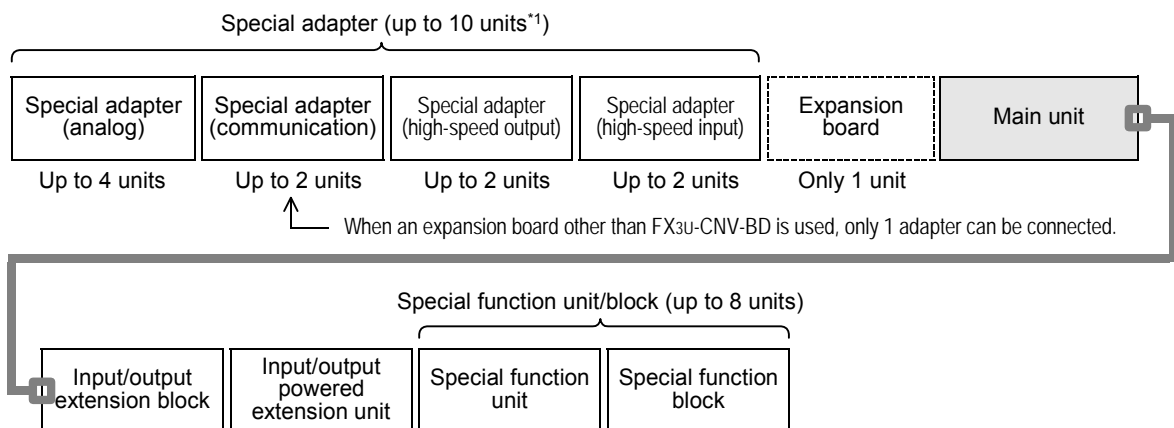 Special adapter (up to 10 units*1)
Special adapter (analog)
Special adapter (communication)
Special adapter (high-speed output)
Special adapter (high-speed input)
Expansion board
Main unit
Up to 4 units
Up to 2 units
Up to 2 units
Up to 2 units
Only 1 unit
When an expansion board other than FX3U-CNV-BD is used, only 1 adapter can be connected.
Special function unit/block (up to 8 units)
Input/output extension block
Input/output powered extension unit
Special function unit
Special function block